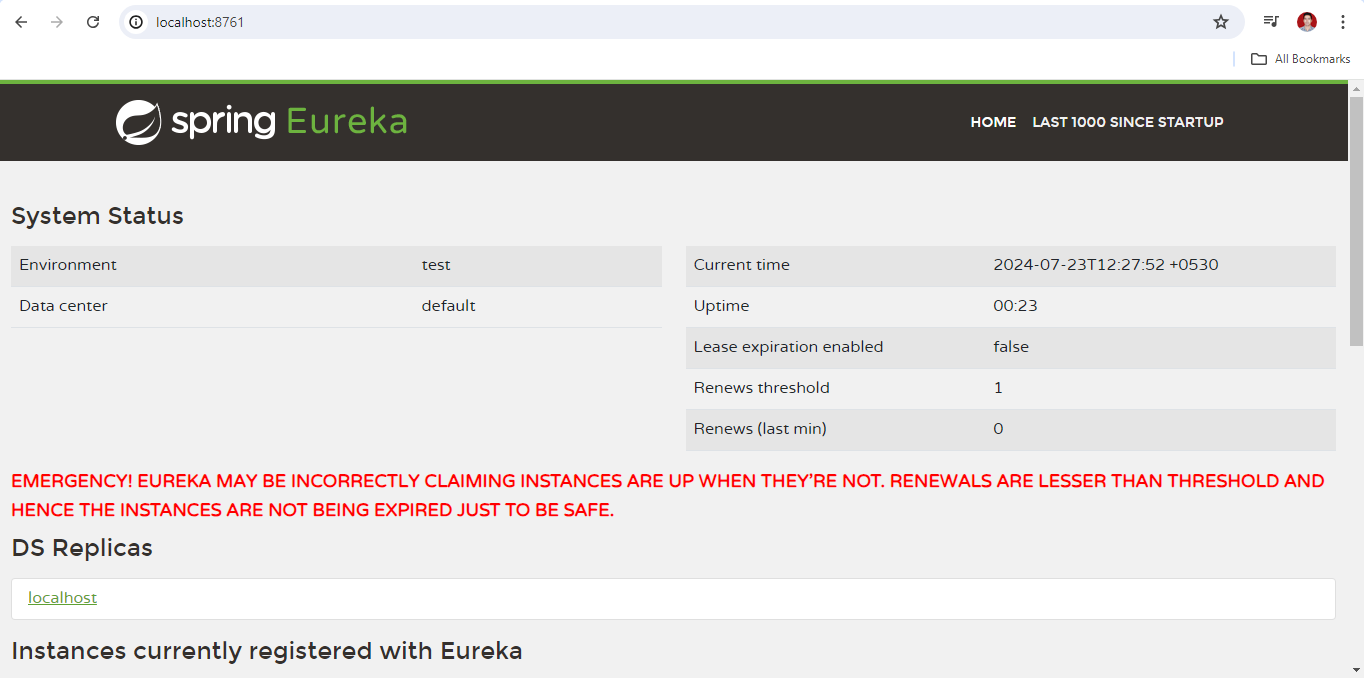 localhost:8761
All Bookmarks
spring Eureka
HOME LAST 1000 SINCE STARTUP
System Status
Environment test
Data center default
Current time 2024-07-23T12:27:52 +0530
Uptime 00:23
Lease expiration enabled false
Renews threshold 1
Renews (last min) 0
EMERGENCY! EUREKA MAY BE INCORRECTLY CLAIMING INSTANCES ARE UP WHEN THEY'RE NOT. RENEWALS ARE LESSER THAN THRESHOLD AND
HENCE THE INSTANCES ARE NOT BEING EXPIRED JUST TO BE SAFE.
DS Replicas
localhost
Instances currently registered with Eureka